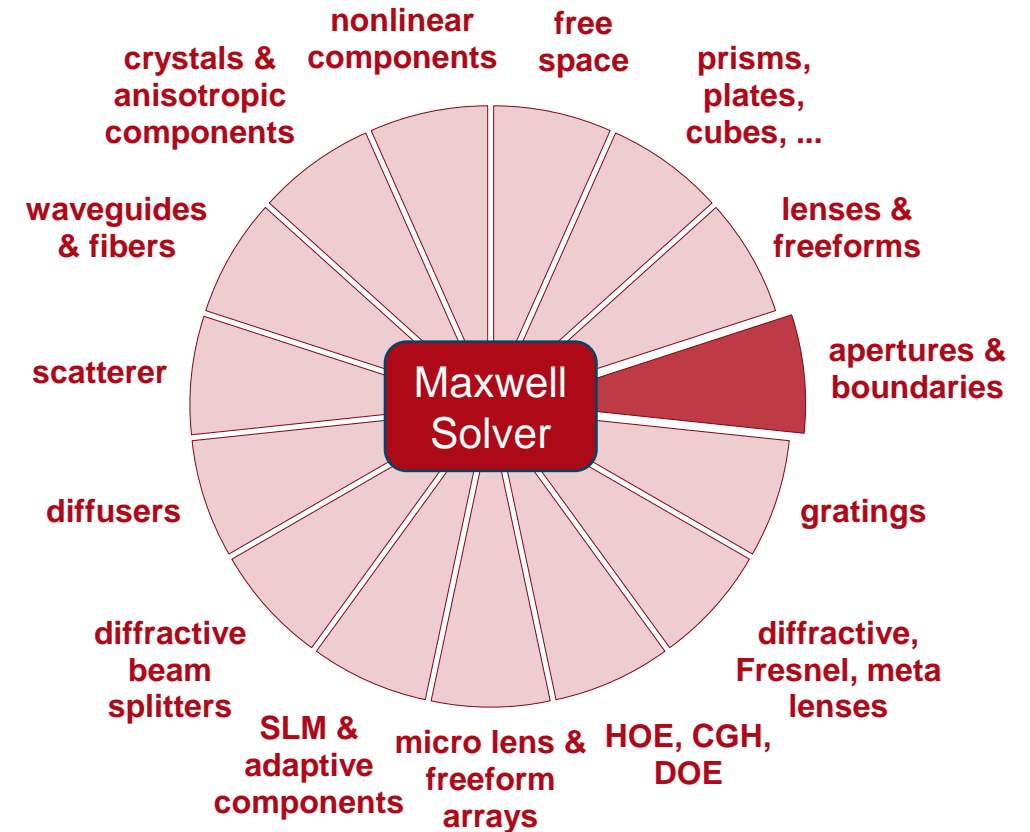 nonlinear
components
free
space
prisms,
plates,
cubes, ...
lenses &
freeforms
apertures &
boundaries
gratings
diffractive,
Fresnel, meta
lenses
HOE, CGH,
DOE
micro lens &
freeform
arrays
SLM &
adaptive
components
diffractive
beam
splitters
diffusers
scatterer
waveguides
& fibers
crystals &
anisotropic
components
Maxwell
Solver